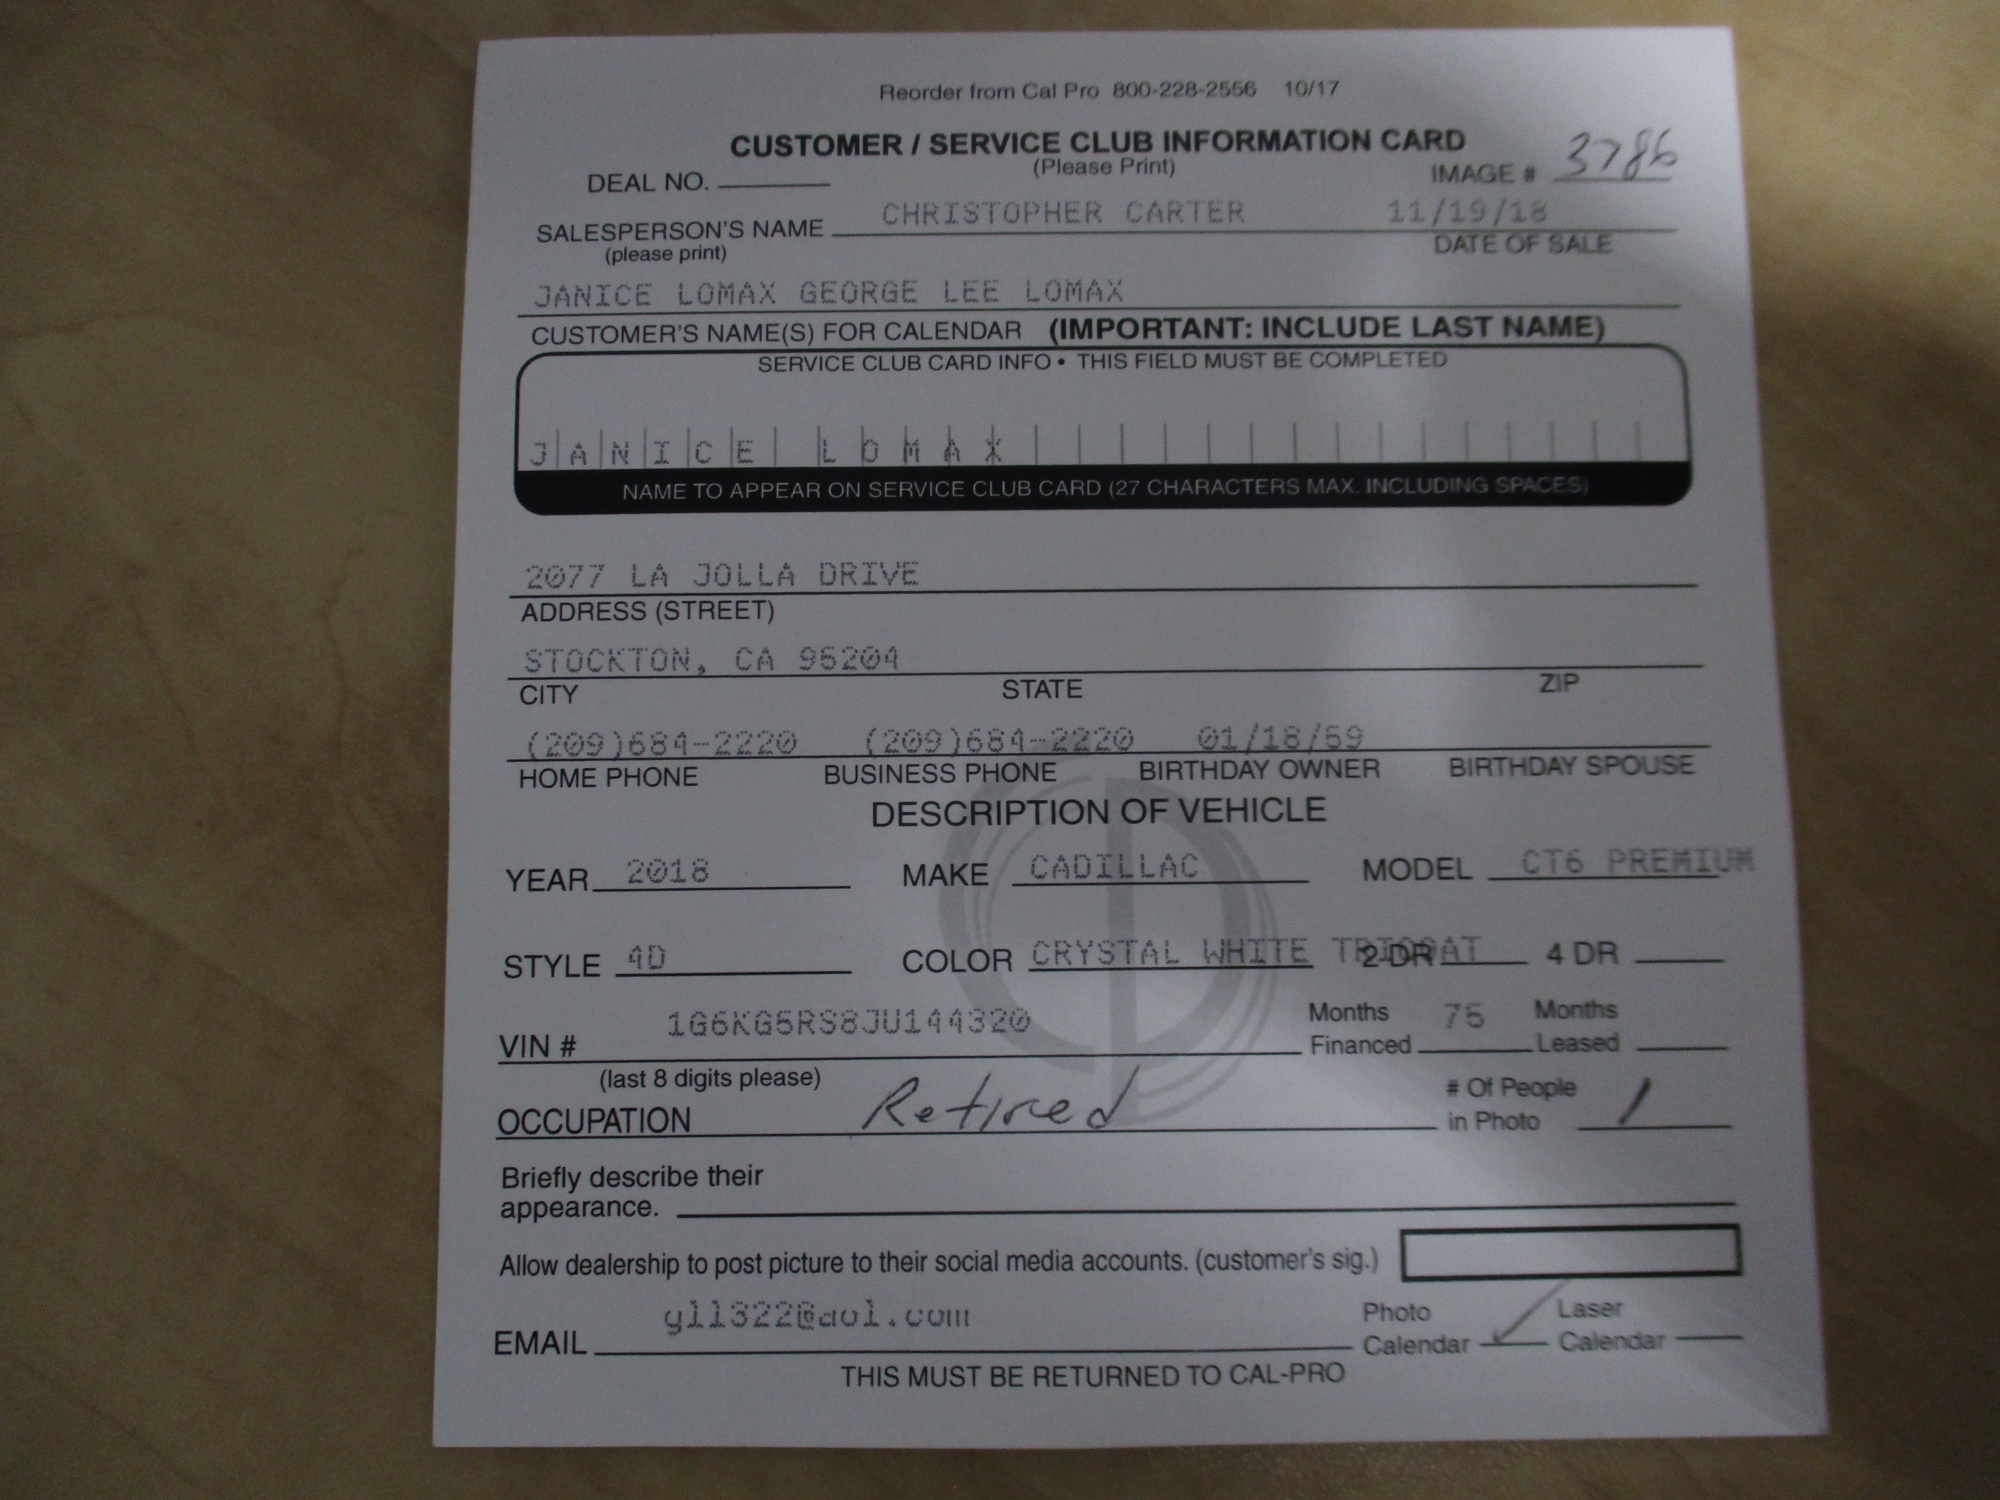 Reorder from Cal Pro 800-228-2556 10/17
CUSTOMER / SERVICE CLUB INFORMATION CARD
(Please Print)
DEAL NO. IMAGE # 3786
SALESPERSON'S NAME CHRISTOPHER CARTER 11/19/18
(please print) DATE OF SALE
JANICE LOMAX GEORGE LEE LOMAX
CUSTOMER'S NAME(S) FOR CALENDAR (IMPORTANT: INCLUDE LAST NAME)
SERVICE CLUB CARD INFO • THIS FIELD MUST BE COMPLETED
JANICE LOMAX
NAME TO APPEAR ON SERVICE CLUB CARD (27 CHARACTERS MAX. INCLUDING SPACES)
2077 LA JOLLA DRIVE
ADDRESS (STREET)
STOCKTON, CA 95204
CITY STATE ZIP
(209)684-2220 (209)684-2220 01/18/59
HOME PHONE BUSINESS PHONE BIRTHDAY OWNER BIRTHDAY SPOUSE
DESCRIPTION OF VEHICLE
YEAR 2018 MAKE CADILLAC MODEL CT6 PREMIUM
STYLE 4D COLOR CRYSTAL WHITE TRICOAT 2 DR 4 DR
VIN # 1G6KG5RS8JU144320 Months Financed 75 Months Leased
(last 8 digits please)
OCCUPATION Retired # Of People in Photo 1
Briefly describe their
appearance.
Allow dealership to post picture to their social media accounts. (customer's sig.)
EMAIL gll322@aol.com Photo Calendar ✓ Laser Calendar
THIS MUST BE RETURNED TO CAL-PRO